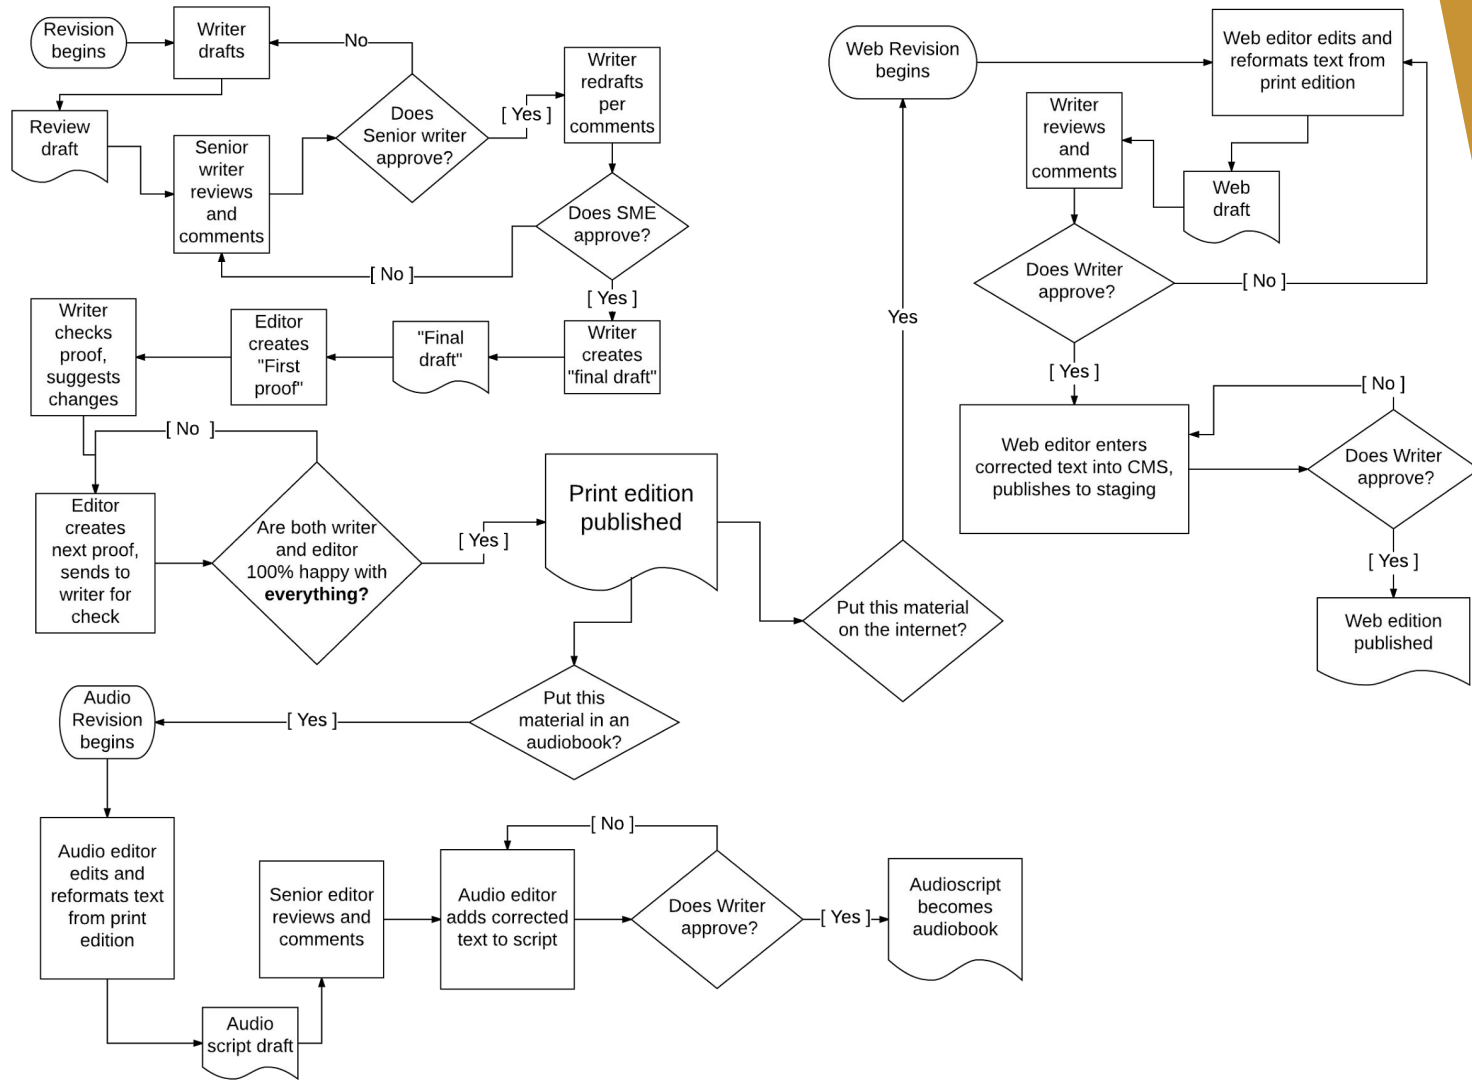 Revision
begins
Writer
drafts
No
Review
draft
Senior
writer
reviews
and
comments
Does
Senior writer
approve?
[ Yes ]
Writer
redrafts
per
comments
Does SME
approve?
[ No ]
[ Yes ]
Writer
creates
"final draft"
"Final
draft"
Editor
creates
"First
proof"
Writer
checks
proof,
suggests
changes
[ No ]
Editor
creates
next proof,
sends to
writer for
check
Are both writer
and editor
100% happy with
everything?
[ Yes ]
Print edition
published
Put this material
on the internet?
Yes
Web Revision
begins
Web editor edits and
reformats text from
print edition
Web
draft
Writer
reviews
and
comments
Does Writer
approve?
[ No ]
[ Yes ]
Web editor enters
corrected text into CMS,
publishes to staging
[ No ]
Does Writer
approve?
[ Yes ]
Web edition
published
Put this
material in an
audiobook?
[ Yes ]
Audio
Revision
begins
Audio editor
edits and
reformats text
from print
edition
Audio
script draft
Senior editor
reviews and
comments
Audio editor
adds corrected
text to script
[ No ]
Does Writer
approve?
[ Yes ]
Audioscript
becomes
audiobook